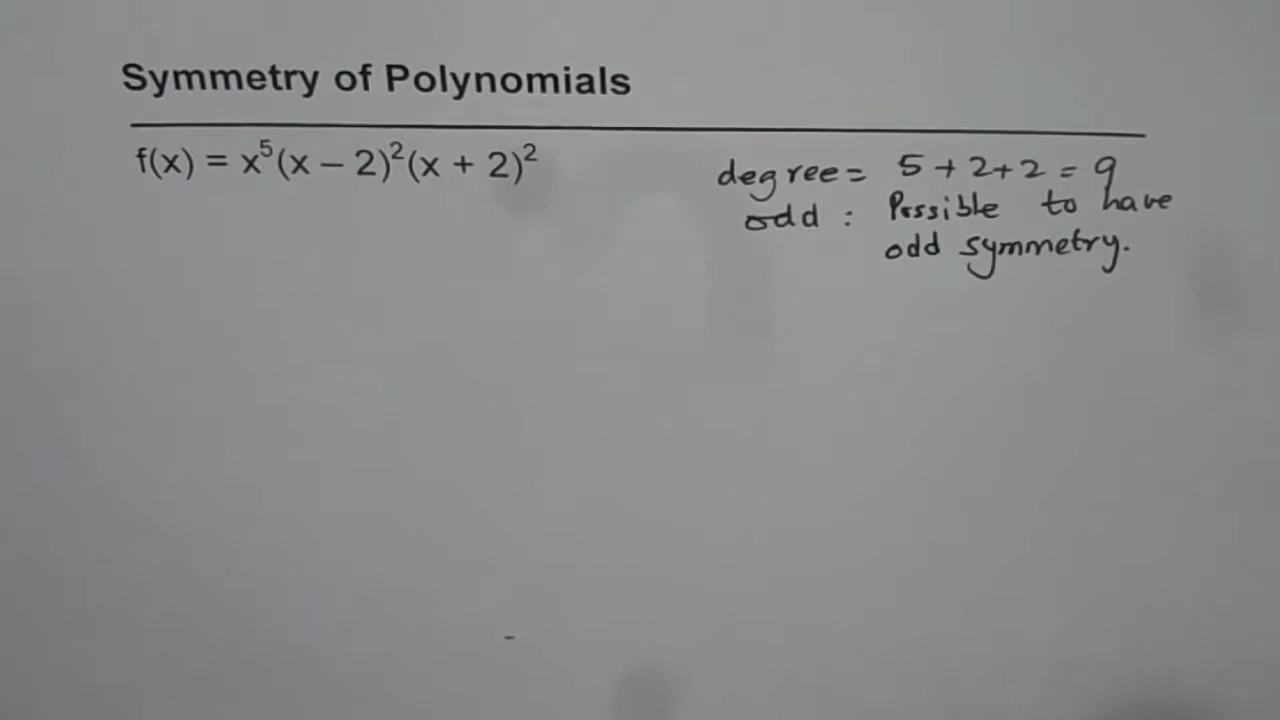 Symmetry of Polynomials
f(x) = x⁵(x – 2)²(x + 2)²
degree = 5 + 2 + 2 = 9
odd : Possible to have
odd symmetry.